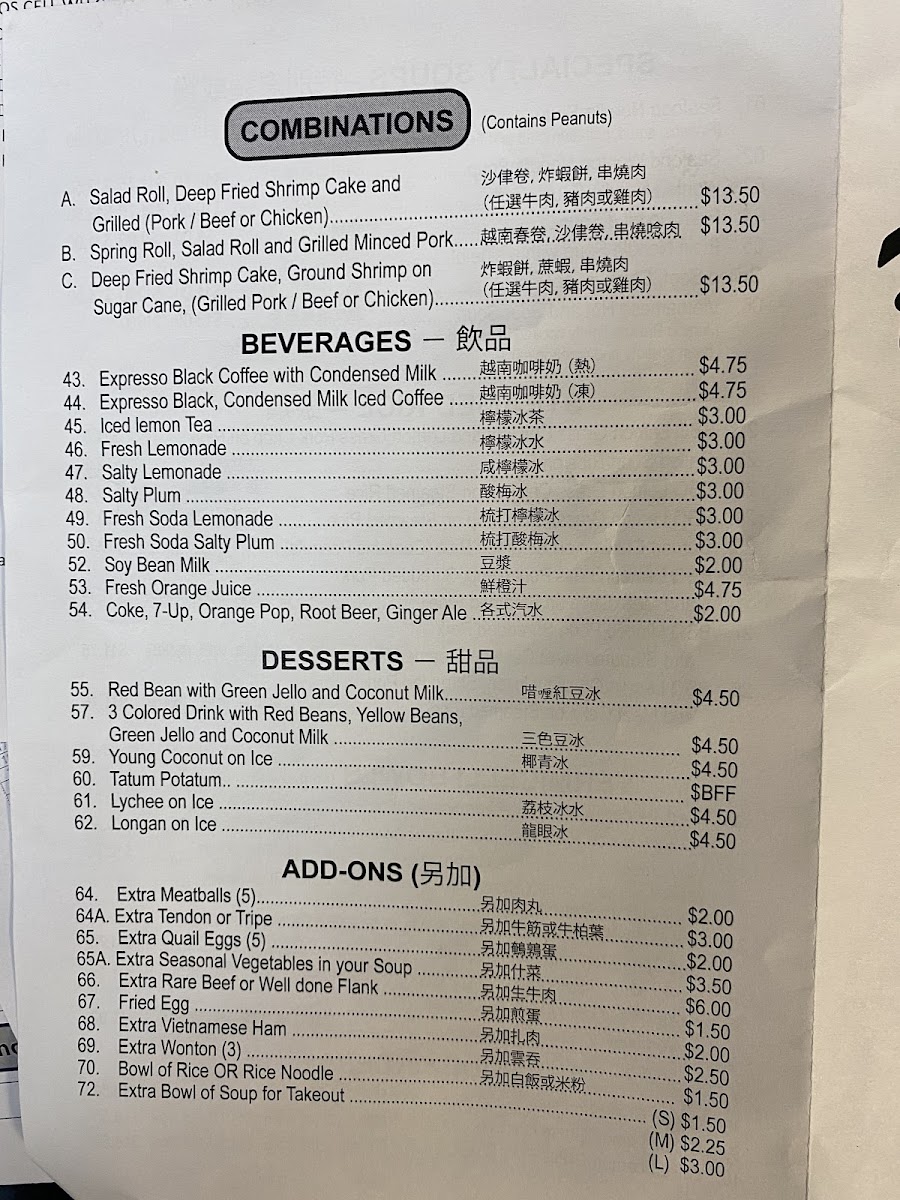 COMBINATIONS (Contains Peanuts)
A. Salad Roll, Deep Fried Shrimp Cake and 沙侓卷, 炸蝦餅, 串燒肉
Grilled (Pork / Beef or Chicken)..... (任選牛肉, 豬肉或雞肉) $13.50
B. Spring Roll, Salad Roll and Grilled Minced Pork..... 越南春卷, 沙侓卷, 串燒唸肉 $13.50
C. Deep Fried Shrimp Cake, Ground Shrimp on 炸蝦餅, 蔗蝦, 串燒肉
Sugar Cane, (Grilled Pork / Beef or Chicken)..... (任選牛肉, 豬肉或雞肉) $13.50
BEVERAGES － 飲品
43. Expresso Black Coffee with Condensed Milk ..... 越南咖啡奶 (熱) $4.75
44. Expresso Black, Condensed Milk Iced Coffee ..... 越南咖啡奶 (凍) $4.75
45. Iced lemon Tea ..... 檸檬冰茶 $3.00
46. Fresh Lemonade ..... 檸檬冰水 $3.00
47. Salty Lemonade ..... 咸檸檬冰 $3.00
48. Salty Plum ..... 酸梅冰 $3.00
49. Fresh Soda Lemonade ..... 梳打檸檬冰 $3.00
50. Fresh Soda Salty Plum ..... 梳打酸梅冰 $3.00
52. Soy Bean Milk ..... 豆漿 $2.00
53. Fresh Orange Juice ..... 鮮橙汁 $4.75
54. Coke, 7-Up, Orange Pop, Root Beer, Ginger Ale .. 各式汽水 $2.00
DESSERTS － 甜品
55. Red Bean with Green Jello and Coconut Milk..... 唶喱紅豆冰 $4.50
57. 3 Colored Drink with Red Beans, Yellow Beans,
Green Jello and Coconut Milk ..... 三色豆冰 $4.50
59. Young Coconut on Ice ..... 椰青冰 $4.50
60. Tatum Potatum.. ..... $BFF
61. Lychee on Ice ..... 荔枝冰水 $4.50
62. Longan on Ice ..... 龍眼冰 $4.50
ADD-ONS (另加)
64. Extra Meatballs (5)..... 另加肉丸 $2.00
64A. Extra Tendon or Tripe ..... 另加牛筋或牛柏葉 $3.00
65. Extra Quail Eggs (5) ..... 另加鵪鶉蛋 $2.00
65A. Extra Seasonal Vegetables in your Soup ..... 另加什菜 $3.50
66. Extra Rare Beef or Well done Flank ..... 另加生牛肉 $6.00
67. Fried Egg ..... 另加煎蛋 $1.50
68. Extra Vietnamese Ham ..... 另加扎肉 $2.00
69. Extra Wonton (3) ..... 另加雲吞 $2.50
70. Bowl of Rice OR Rice Noodle ..... 另加白飯或米粉 $1.50
72. Extra Bowl of Soup for Takeout ..... (S) $1.50
(M) $2.25
(L) $3.00